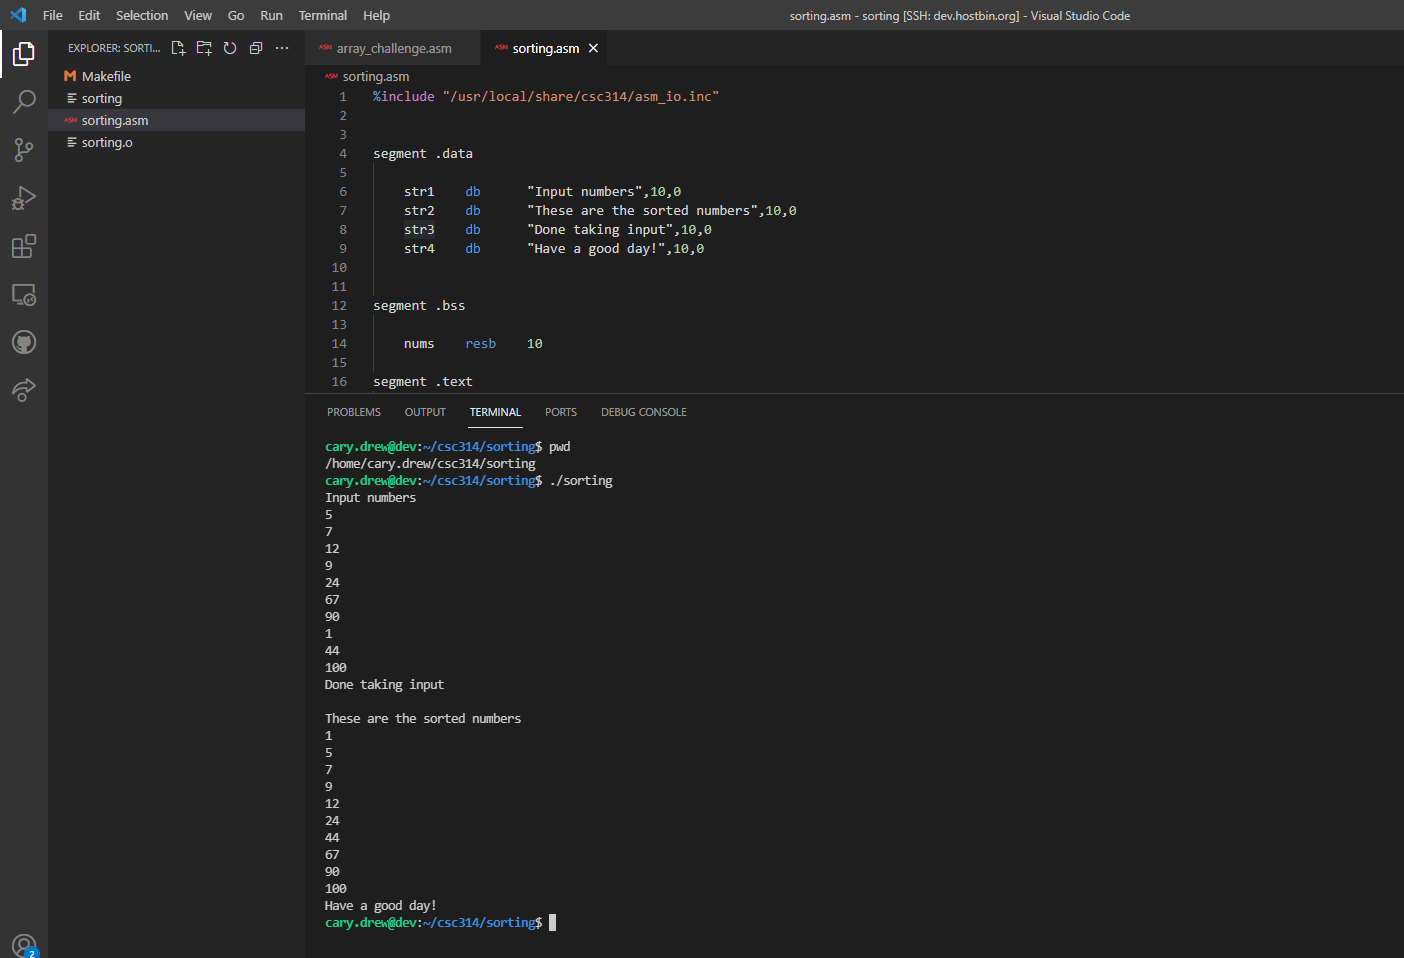 File Edit Selection View Go Run Terminal Help
sorting.asm - sorting [SSH: dev.hostbin.org] - Visual Studio Code
EXPLORER: SORTI...
Makefile
sorting
ASM sorting.asm
sorting.o
ASM array_challenge.asm ASM sorting.asm
ASM sorting.asm
1 %include "/usr/local/share/csc314/asm_io.inc"
2
3
4 segment .data
5
6 str1 db "Input numbers",10,0
7 str2 db "These are the sorted numbers",10,0
8 str3 db "Done taking input",10,0
9 str4 db "Have a good day!",10,0
10
11
12 segment .bss
13
14 nums resb 10
15
16 segment .text
PROBLEMS OUTPUT TERMINAL PORTS DEBUG CONSOLE
cary.drew@dev:~/csc314/sorting$ pwd
/home/cary.drew/csc314/sorting
cary.drew@dev:~/csc314/sorting$ ./sorting
Input numbers
5
7
12
9
24
67
90
1
44
100
Done taking input
These are the sorted numbers
1
5
7
9
12
24
44
67
90
100
Have a good day!
cary.drew@dev:~/csc314/sorting$
2